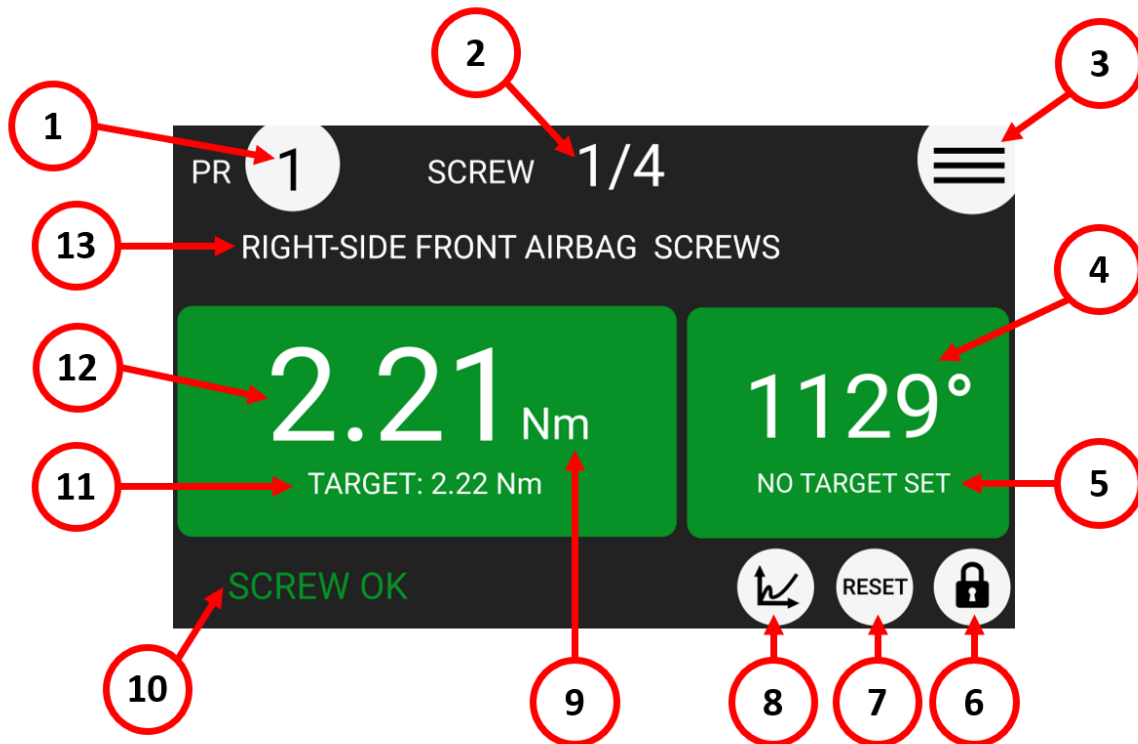 2
3
1
PR 1 SCREW 1/4
13
RIGHT-SIDE FRONT AIRBAG SCREWS
4
12
2.21 Nm
1129°
11
TARGET: 2.22 Nm
NO TARGET SET
5
SCREW OK
RESET
10
9
8
7
6